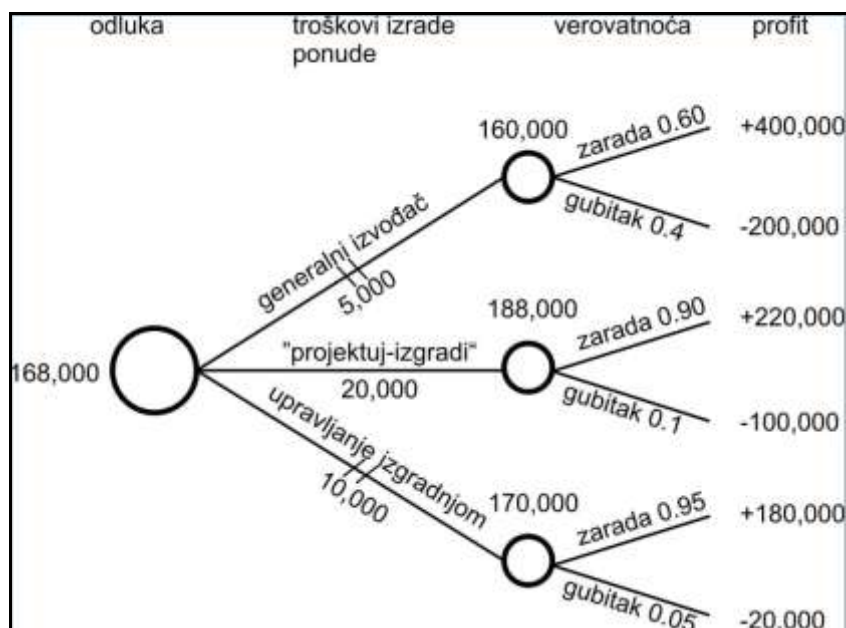 odluka
troškovi izrade
ponude
verovatnoća
profit
160,000
zarada 0.60
+400,000
gubitak 0.4
-200,000
generalni izvođač
5,000
188,000
zarada 0.90
+220,000
168,000
"projektuj-izgradi“
20,000
gubitak 0.1
-100,000
upravljanje izgradnjom
10,000
170,000
zarada 0.95
+180,000
gubitak 0.05
-20,000